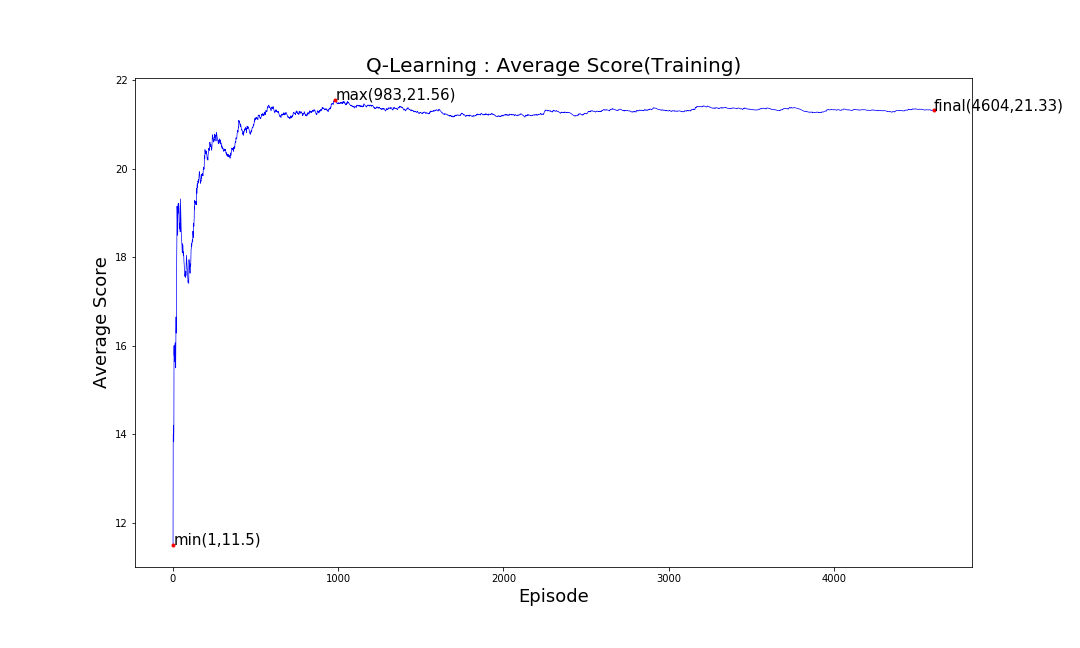 Q-Learning : Average Score(Training)
22
20
18
16
14
12
Average Score
max(983,21.56)
final(4604,21.33)
min(1,11.5)
0
1000
2000
3000
4000
Episode